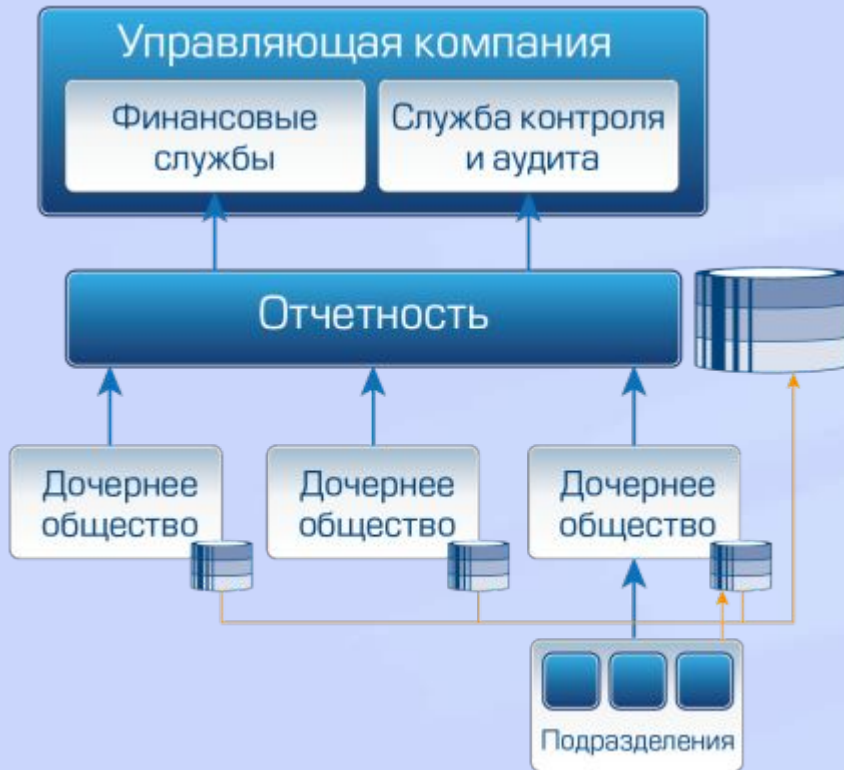 Управляющая компания
Финансовые
службы
Служба контроля
и аудита
Отчетность
Дочернее
общество
Дочернее
общество
Дочернее
общество
Подразделения